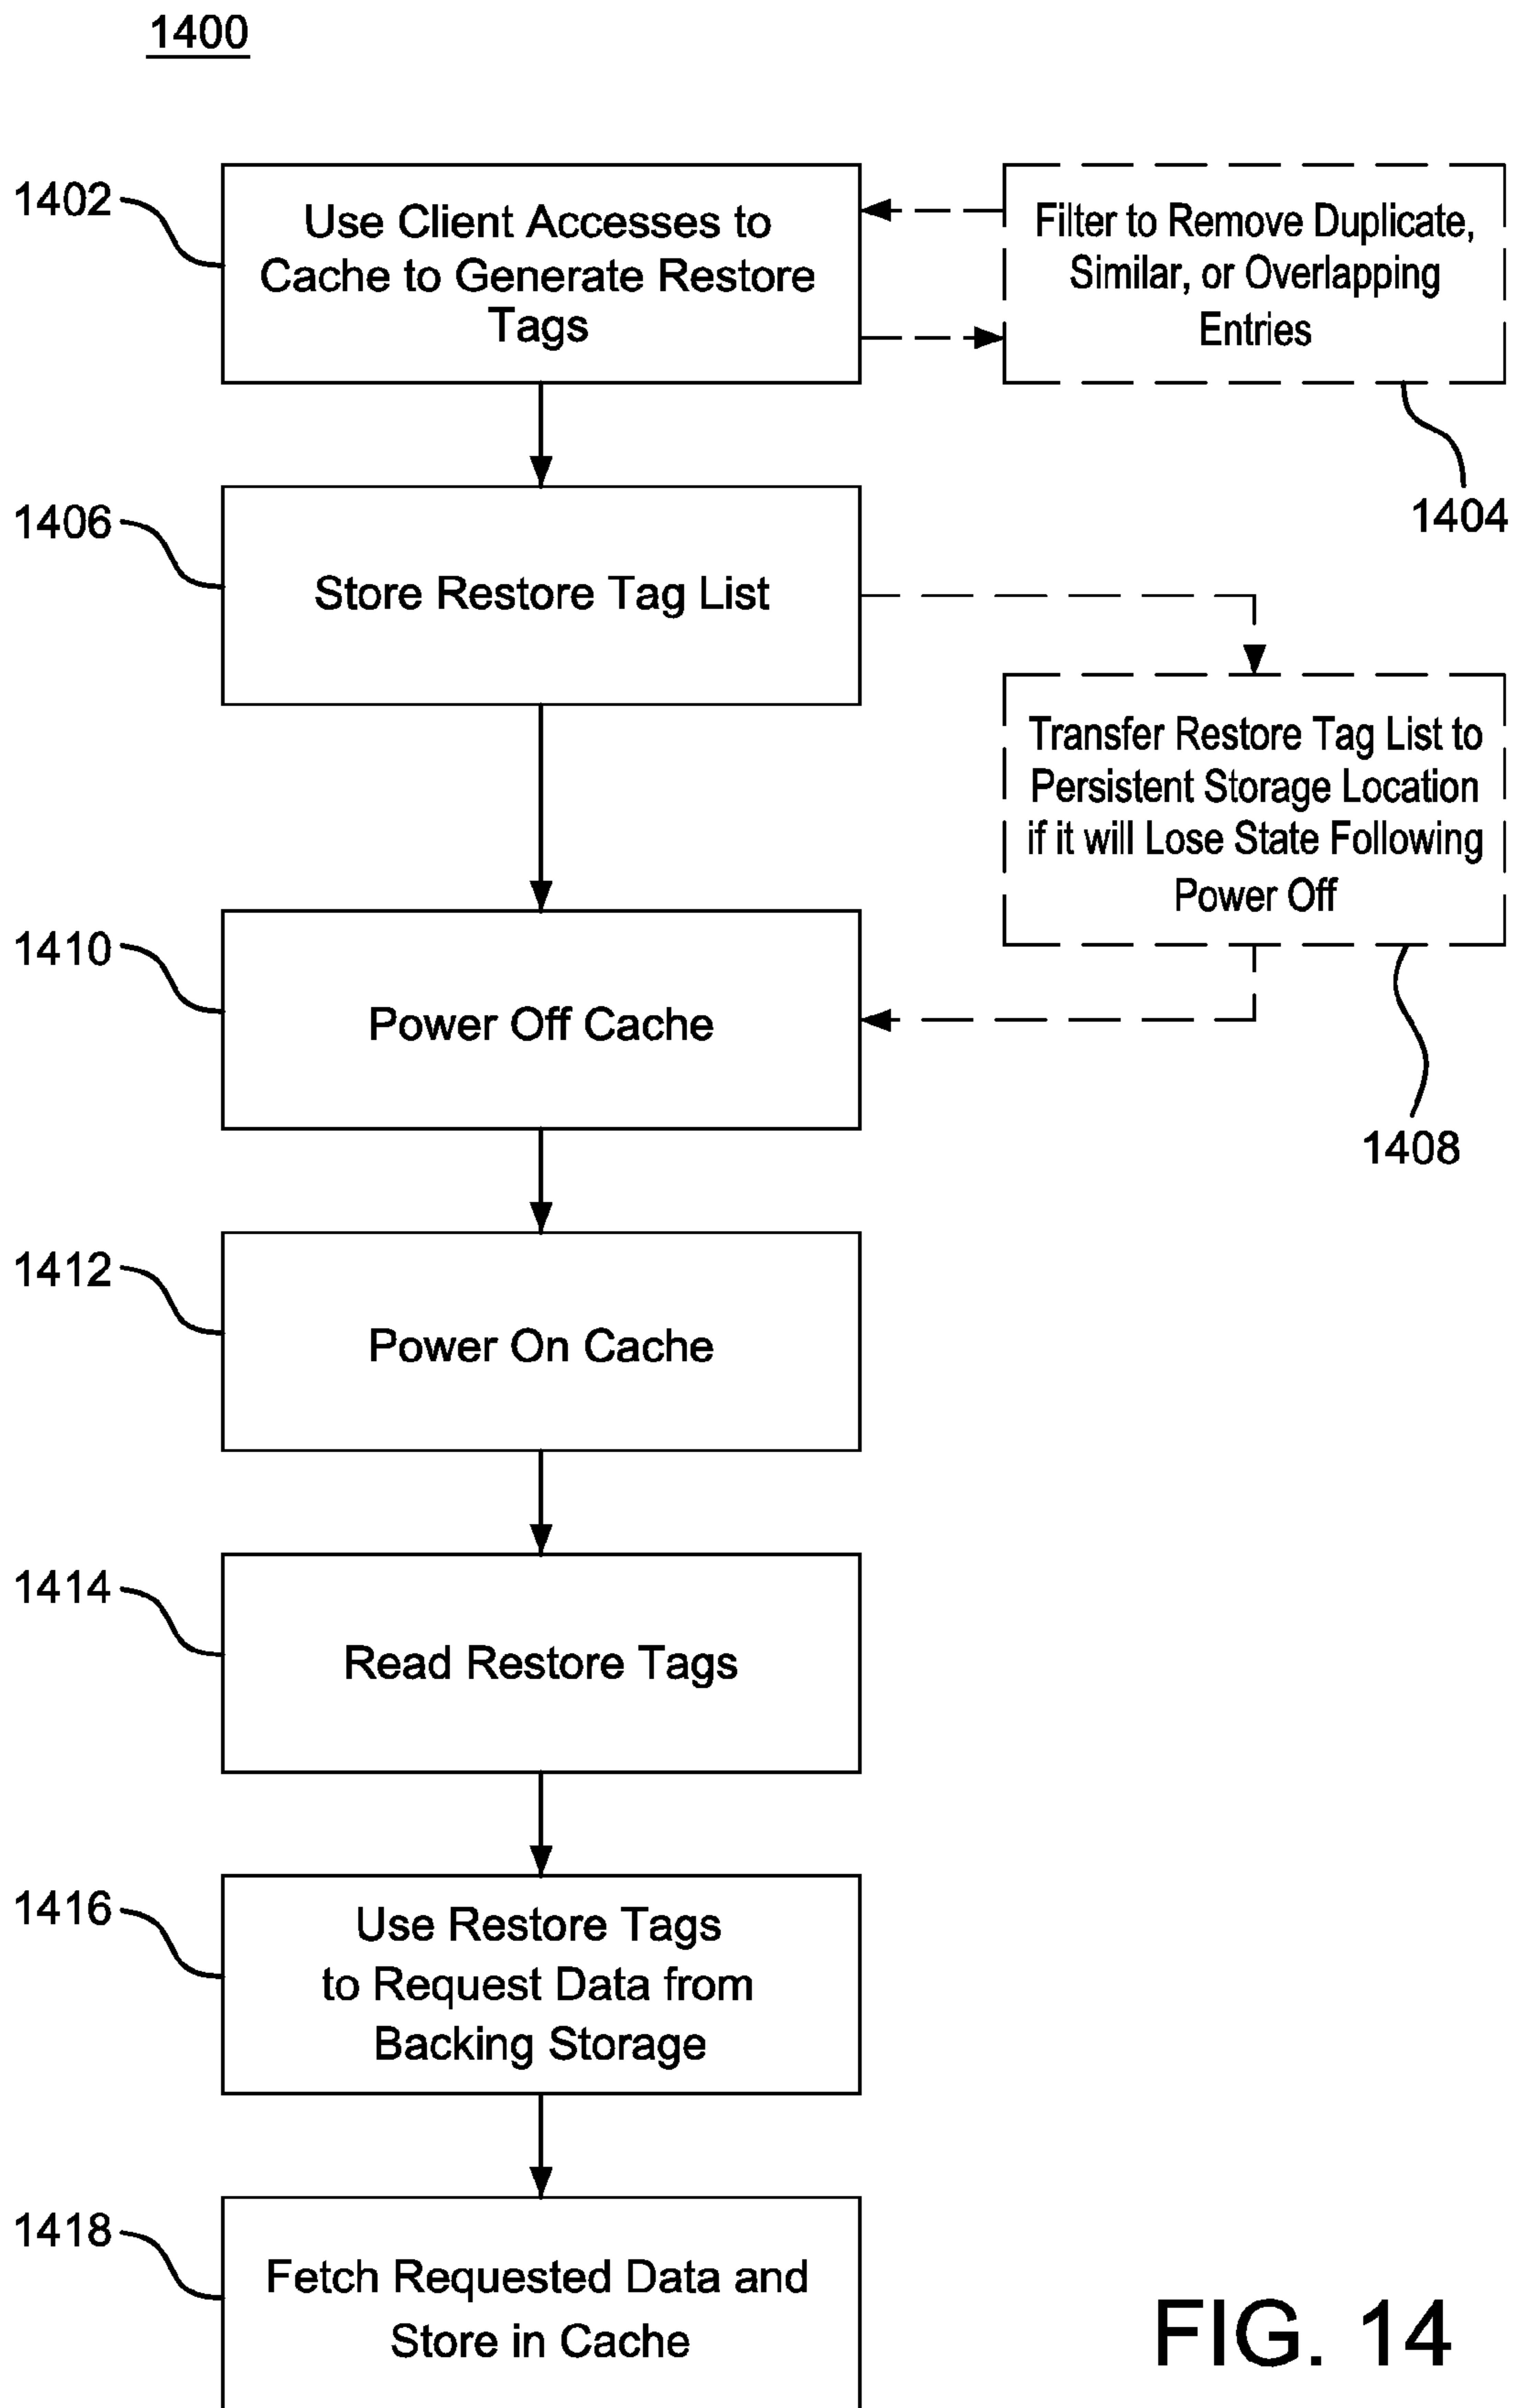 1400
1402
Use Client Accesses to
Cache to Generate Restore
Tags
Filter to Remove Duplicate,
Similar, or Overlapping
Entries
1404
1406
Store Restore Tag List
Transfer Restore Tag List to
Persistent Storage Location
if it will Lose State Following
Power Off
1408
1410
Power Off Cache
1412
Power On Cache
1414
Read Restore Tags
1416
Use Restore Tags
to Request Data from
Backing Storage
1418
Fetch Requested Data and
Store in Cache
FIG. 14